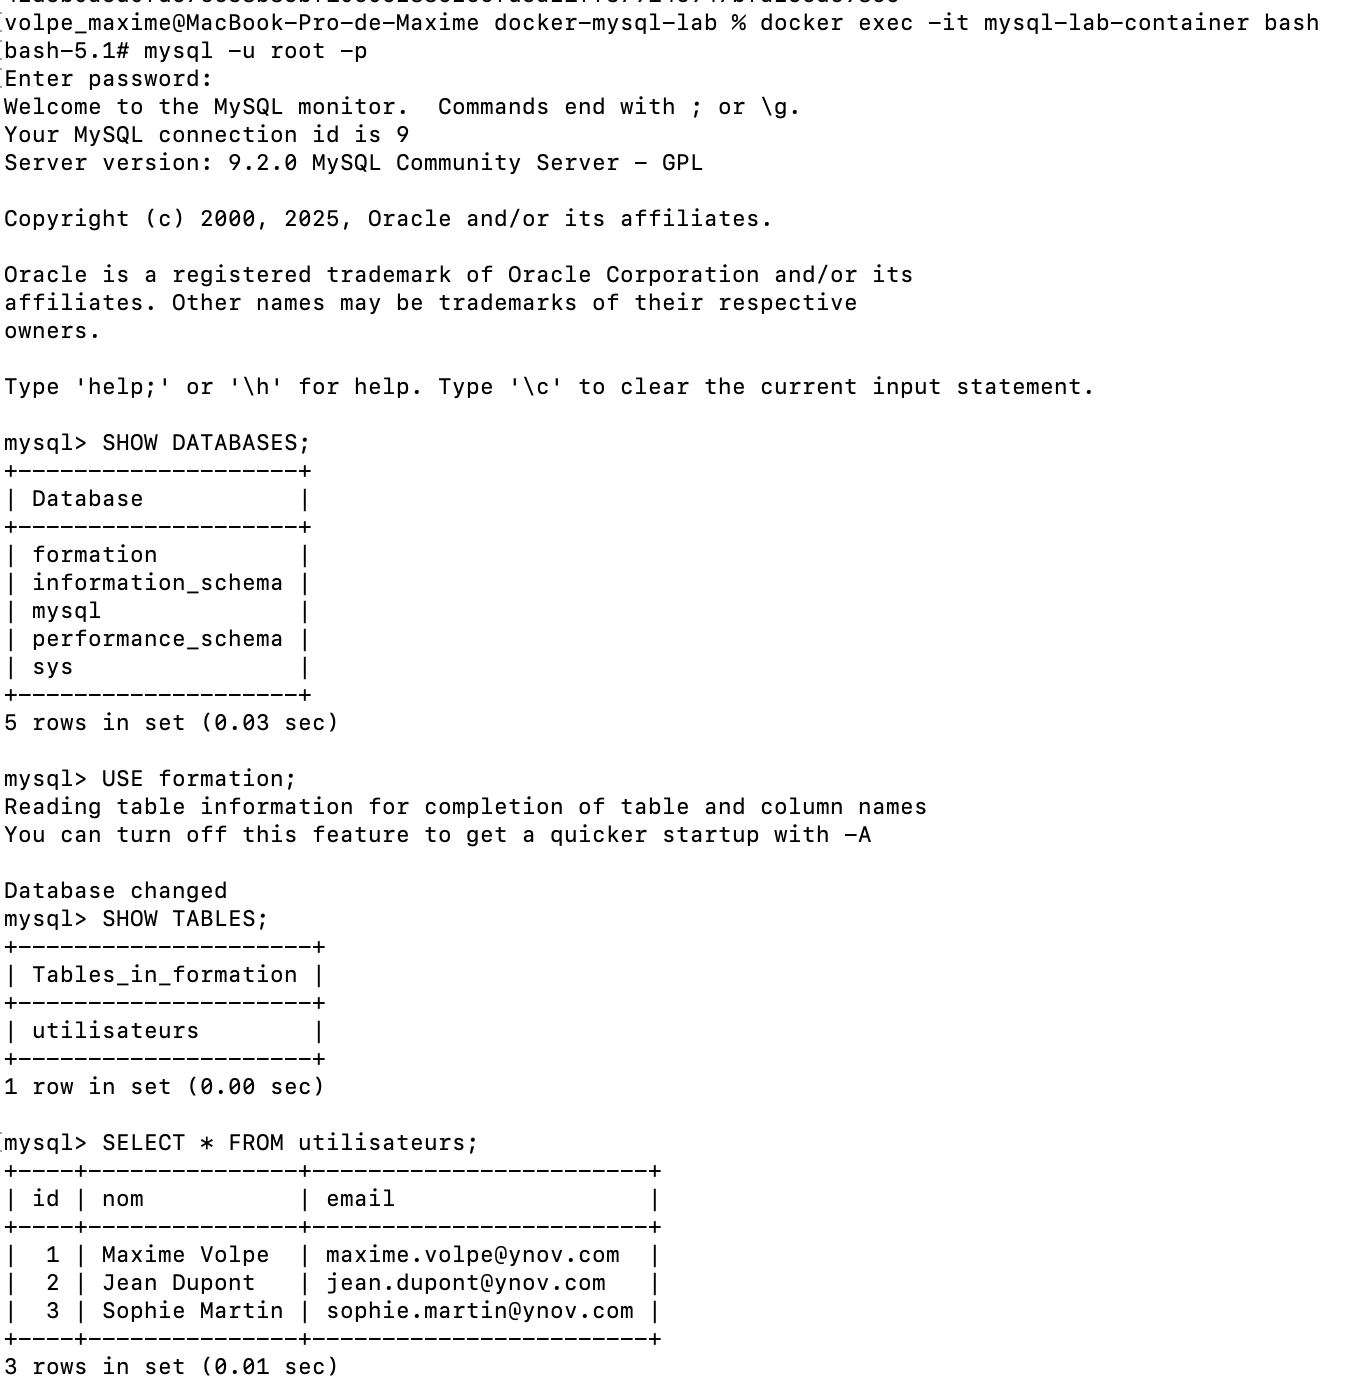 volpe_maxime@MacBook-Pro-de-Maxime docker-mysql-lab % docker exec -it mysql-lab-container bash
bash-5.1# mysql -u root -p
Enter password:
Welcome to the MySQL monitor.  Commands end with ; or \g.
Your MySQL connection id is 9
Server version: 9.2.0 MySQL Community Server - GPL

Copyright (c) 2000, 2025, Oracle and/or its affiliates.

Oracle is a registered trademark of Oracle Corporation and/or its
affiliates. Other names may be trademarks of their respective
owners.

Type 'help;' or '\h' for help. Type '\c' to clear the current input statement.

mysql> SHOW DATABASES;
+--------------------+
| Database           |
+--------------------+
| formation          |
| information_schema |
| mysql              |
| performance_schema |
| sys                |
+--------------------+
5 rows in set (0.03 sec)

mysql> USE formation;
Reading table information for completion of table and column names
You can turn off this feature to get a quicker startup with -A

Database changed
mysql> SHOW TABLES;
+---------------------+
| Tables_in_formation |
+---------------------+
| utilisateurs        |
+---------------------+
1 row in set (0.00 sec)

mysql> SELECT * FROM utilisateurs;
+----+---------------+------------------------+
| id | nom           | email                  |
+----+---------------+------------------------+
|  1 | Maxime Volpe  | maxime.volpe@ynov.com  |
|  2 | Jean Dupont   | jean.dupont@ynov.com   |
|  3 | Sophie Martin | sophie.martin@ynov.com |
+----+---------------+------------------------+
3 rows in set (0.01 sec)